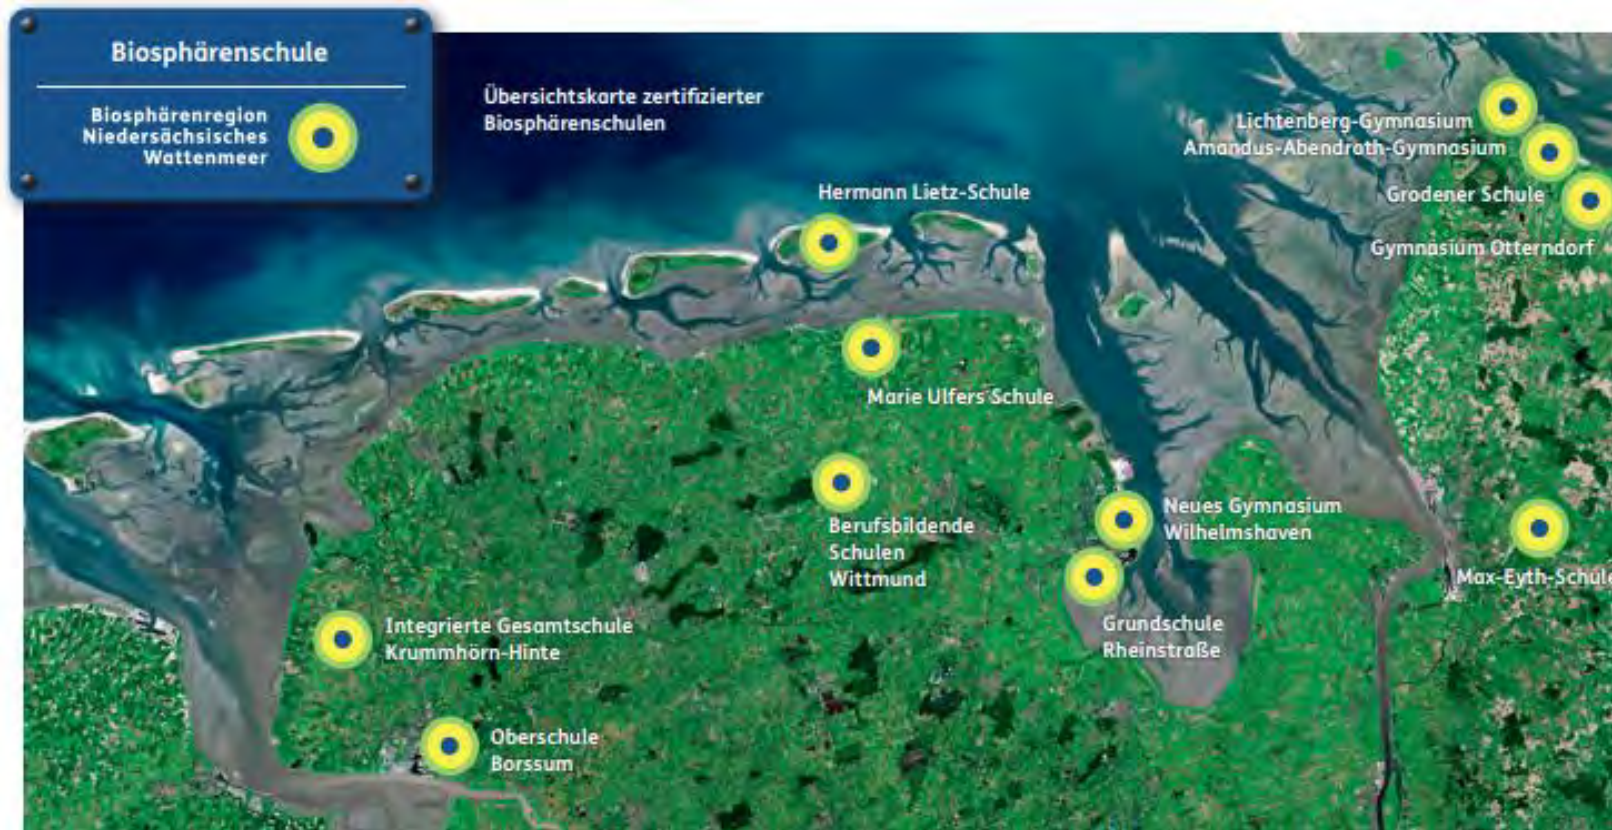 Biosphärenschule
Biosphärenregion
Niedersächsisches
Wattenmeer
Übersichtskarte zertifizierter
Biosphärenschulen
Lichtenberg-Gymnasium
Amandus-Abendroth-Gymnasium
Grodener Schule
Gymnasium Otterndorf
Hermann Lietz-Schule
Marie Ulfers Schule
Berufsbildende
Schulen
Wittmund
Neues Gymnasium
Wilhelmshaven
Max-Eyth-Schule
Grundschule
Rheinstraße
Integrierte Gesamtschule
Krummhörn-Hinte
Oberschule
Borssum